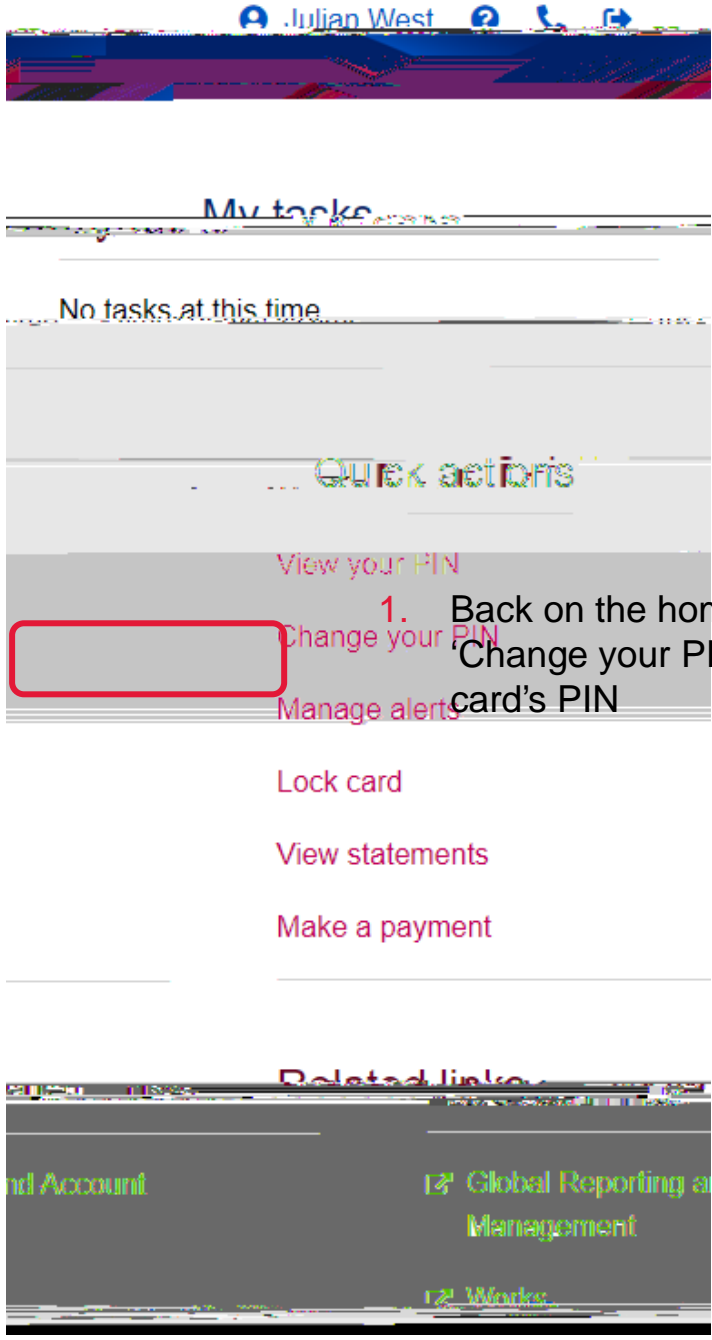 Julian West
My tasks
No tasks at this time
Quick actions
View your PIN
Change your PIN
1. Back on the hom
‘Change your PI
card’s PIN
Manage alerts
Lock card
View statements
Make a payment
Related links
nd Account
Global Reporting an
Management
Works